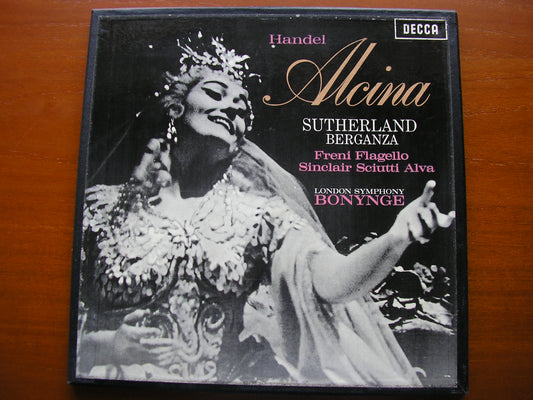 DECCA
Handel
Alcina
SUTHERLAND
BERGANZA
Freni Flagello
Sinclair Sciutti Alva
LONDON SYMPHONY
BONYNGE